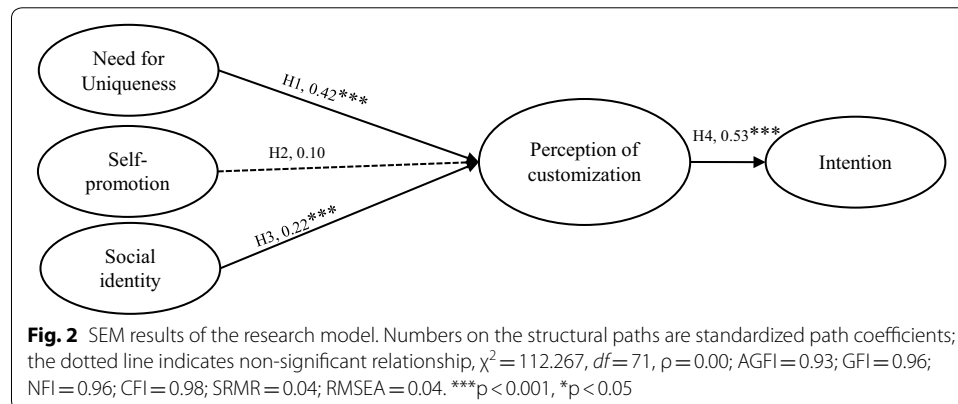 Need for
Uniqueness
H1, 0.42***
Self-
promotion
H2, 0.10
Social
identity
H3, 0.22***
Perception of
customization
H4, 0.53***
Intention
Fig. 2 SEM results of the research model. Numbers on the structural paths are standardized path coefficients;
the dotted line indicates non-significant relationship, χ² = 112.267, df = 71, ρ = 0.00; AGFI = 0.93; GFI = 0.96;
NFI = 0.96; CFI = 0.98; SRMR = 0.04; RMSEA = 0.04. ***p < 0.001, *p < 0.05